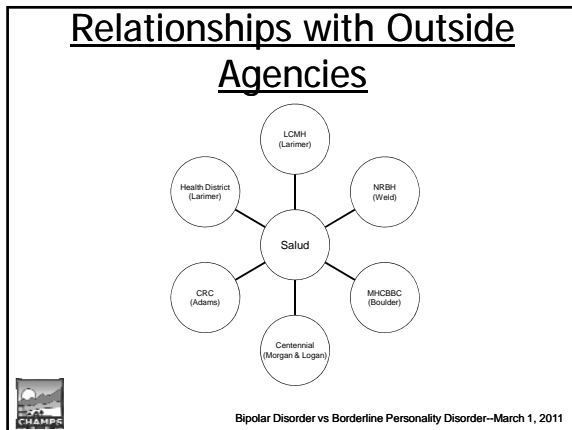 Relationships with Outside
Agencies
LCMH
(Larimer)
Health District
(Larimer)
NRBH
(Weld)
Salud
CRC
(Adams)
MHCBBC
(Boulder)
Centennial
(Morgan & Logan)
CHAMPS
Bipolar Disorder vs Borderline Personality Disorder--March 1, 2011